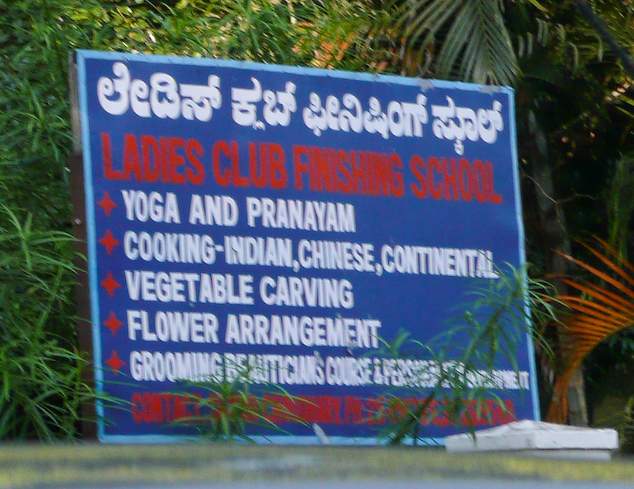 ಲೇಡಿಸ್ ಕ್ಲಬ್ ಫೀನಿಷಿಂಗ್ ಸ್ಕೂಲ್
LADIES CLUB FINISHING SCHOOL
YOGA AND PRANAYAM
COOKING-INDIAN, CHINESE, CONTINENTAL
VEGETABLE CARVING
FLOWER ARRANGEMENT
GROOMING BEAUTICIAN'S COURSE &